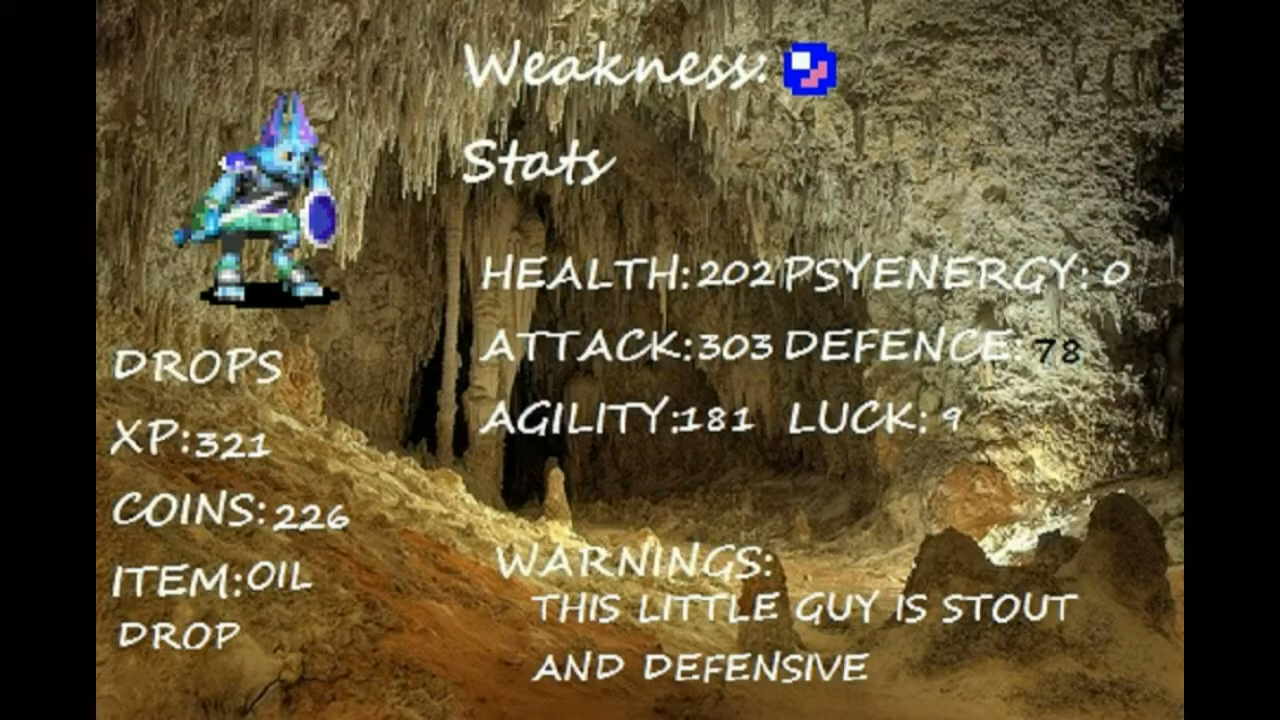 Weakness:
Stats
HEALTH:202 PSYENERGY: 0
ATTACK:303 DEFENCE: 78
AGILITY:181 LUCK: 9
DROPS
XP:321
COINS:226
ITEM:OIL
DROP
WARNINGS:
THIS LITTLE GUY IS STOUT
AND DEFENSIVE